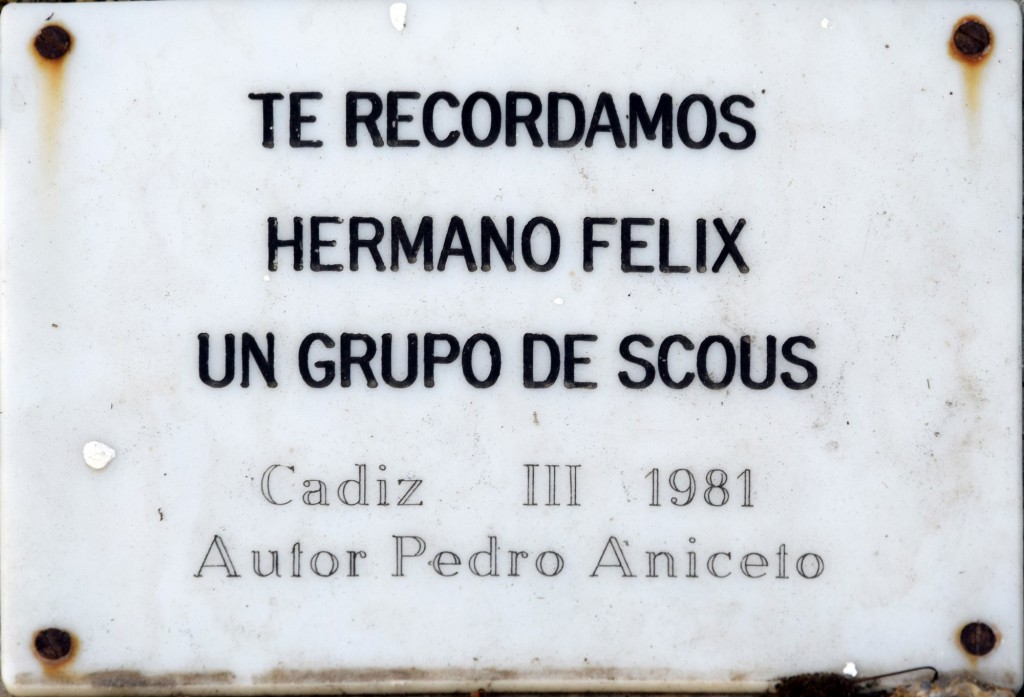 TE RECORDAMOS
HERMANO FELIX
UN GRUPO DE SCOUS
Cadiz III 1981
Autor Pedro Aniceto